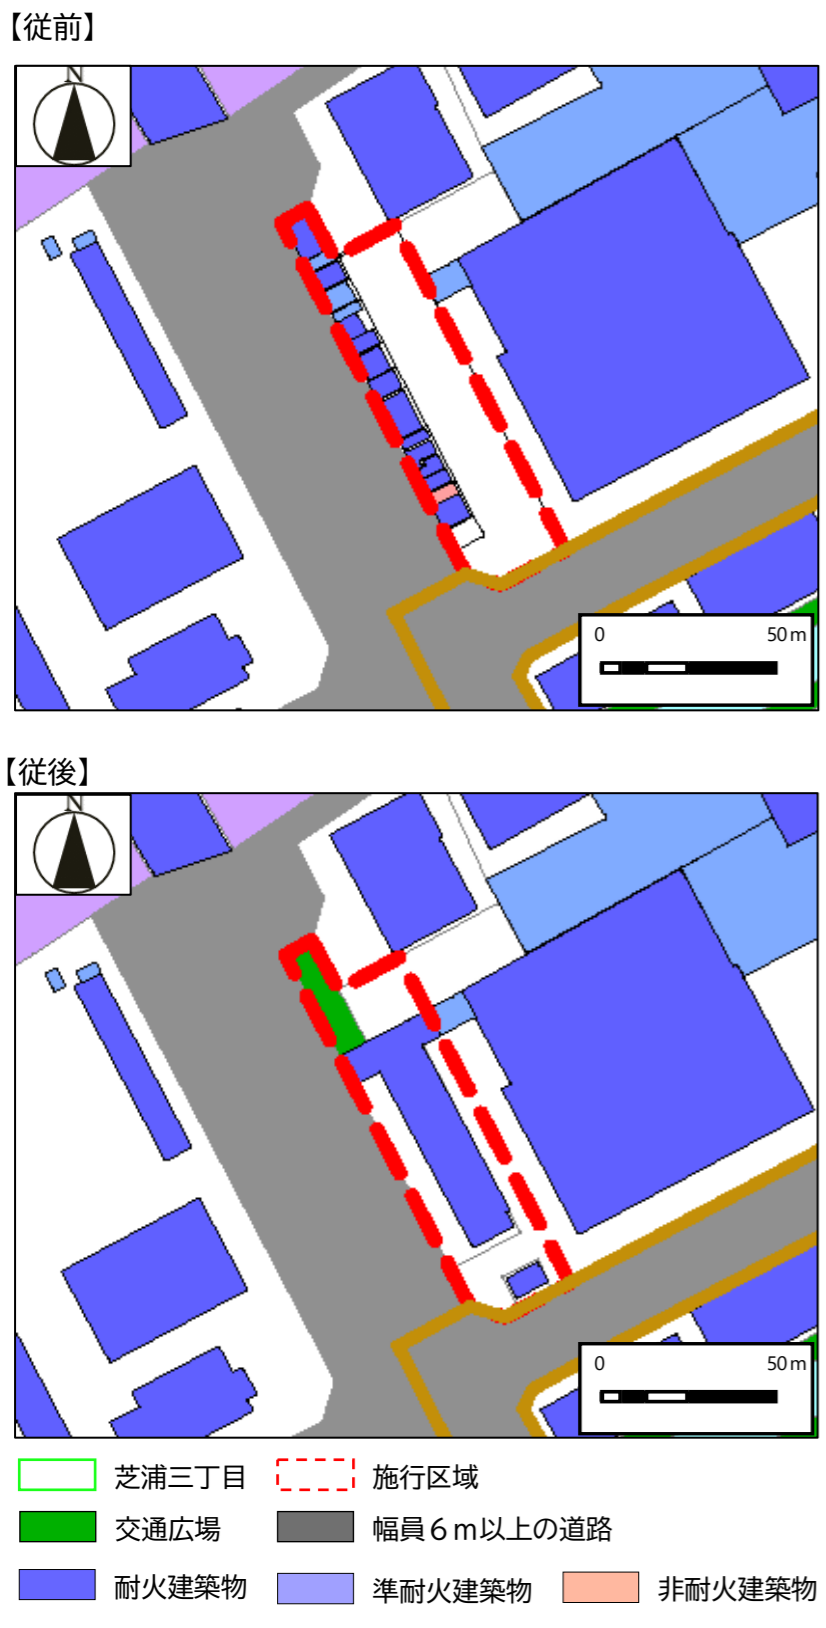 【従前】
N
0 50m
【従後】
N
0 50m
芝浦三丁目 施行区域
交通広場 幅員６ｍ以上の道路
耐火建築物 準耐火建築物 非耐火建築物